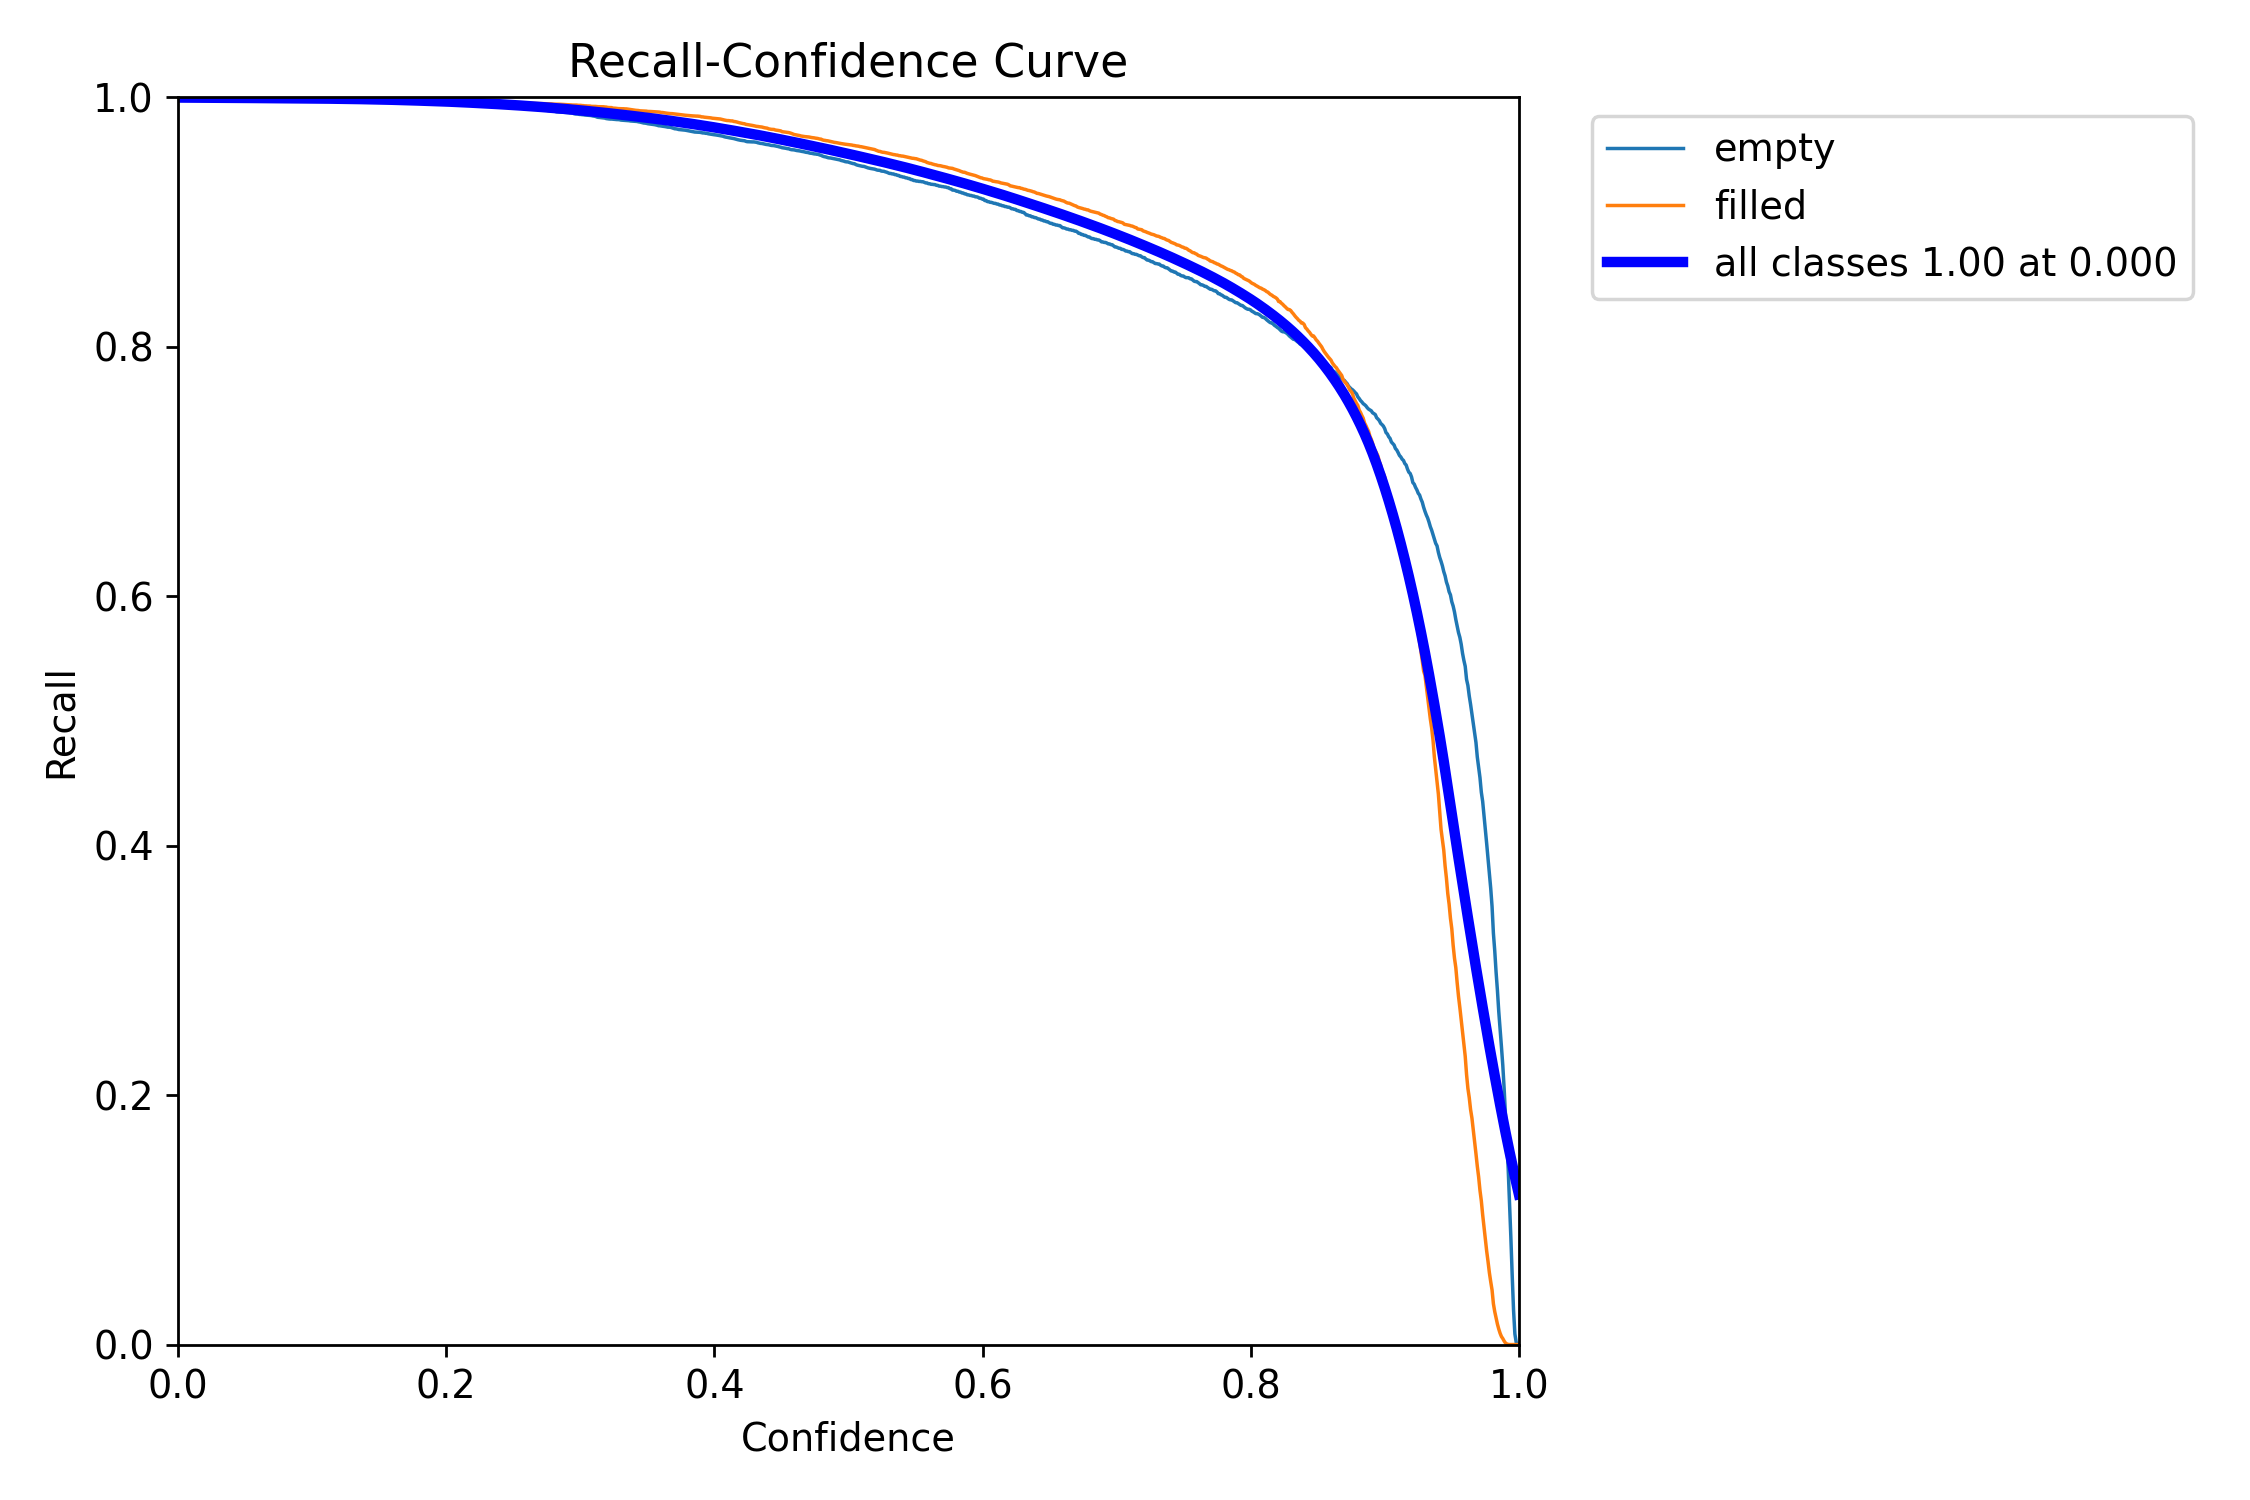 Recall-Confidence Curve
1.0
0.8
0.6
0.4
0.2
0.0
Recall
0.0 0.2 0.4 0.6 0.8 1.0
Confidence
empty
filled
all classes 1.00 at 0.000